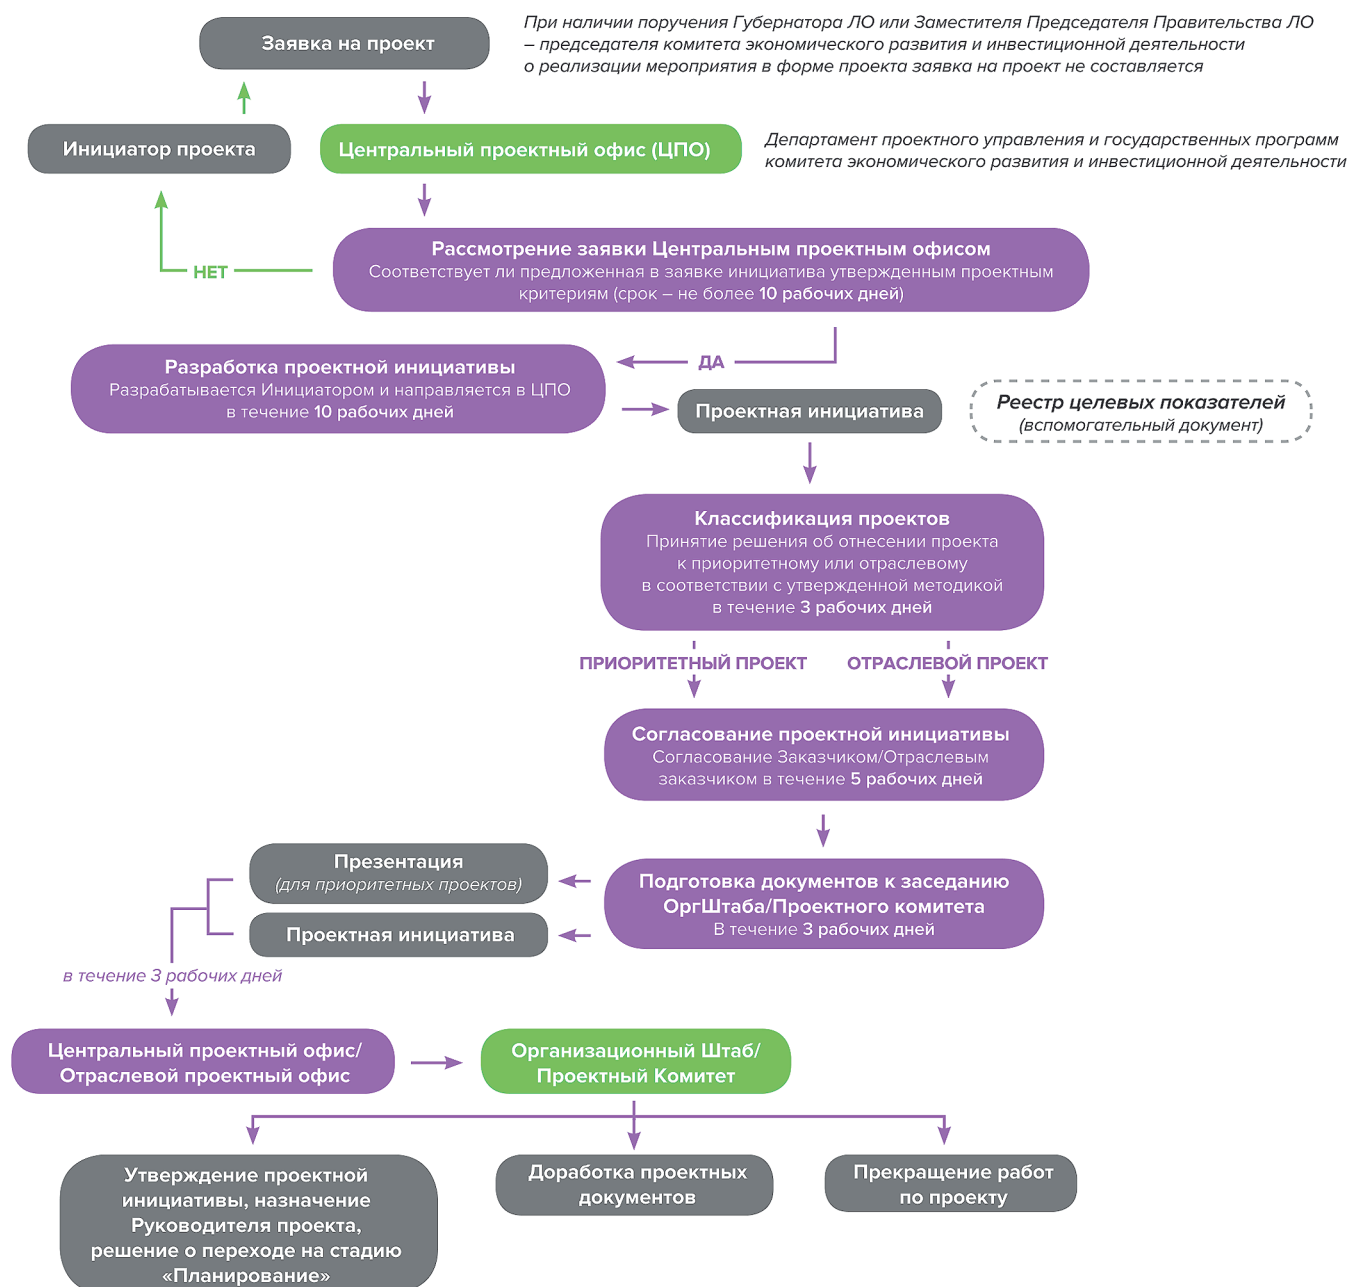 Заявка на проект
При наличии поручения Губернатора ЛО или Заместителя Председателя Правительства ЛО
– председателя комитета экономического развития и инвестиционной деятельности
о реализации мероприятия в форме проекта заявка на проект не составляется
Инициатор проекта
Центральный проектный офис (ЦПО)
Департамент проектного управления и государственных программ
комитета экономического развития и инвестиционной деятельности
Рассмотрение заявки Центральным проектным офисом
Соответствует ли предложенная в заявке инициатива утвержденным проектным
критериям (срок – не более 10 рабочих дней)
НЕТ
ДА
Разработка проектной инициативы
Разрабатывается Инициатором и направляется в ЦПО
в течение 10 рабочих дней
Проектная инициатива
Реестр целевых показателей
(вспомогательный документ)
Классификация проектов
Принятие решения об отнесении проекта
к приоритетному или отраслевому
в соответствии с утвержденной методикой
в течение 3 рабочих дней
ПРИОРИТЕТНЫЙ ПРОЕКТ
ОТРАСЛЕВОЙ ПРОЕКТ
Согласование проектной инициативы
Согласование Заказчиком/Отраслевым
заказчиком в течение 5 рабочих дней
Презентация
(для приоритетных проектов)
Проектная инициатива
Подготовка документов к заседанию
ОргШтаба/Проектного комитета
В течение 3 рабочих дней
в течение 3 рабочих дней
Центральный проектный офис/
Отраслевой проектный офис
Организационный Штаб/
Проектный Комитет
Утверждение проектной
инициативы, назначение
Руководителя проекта,
решение о переходе на стадию
«Планирование»
Доработка проектных
документов
Прекращение работ
по проекту